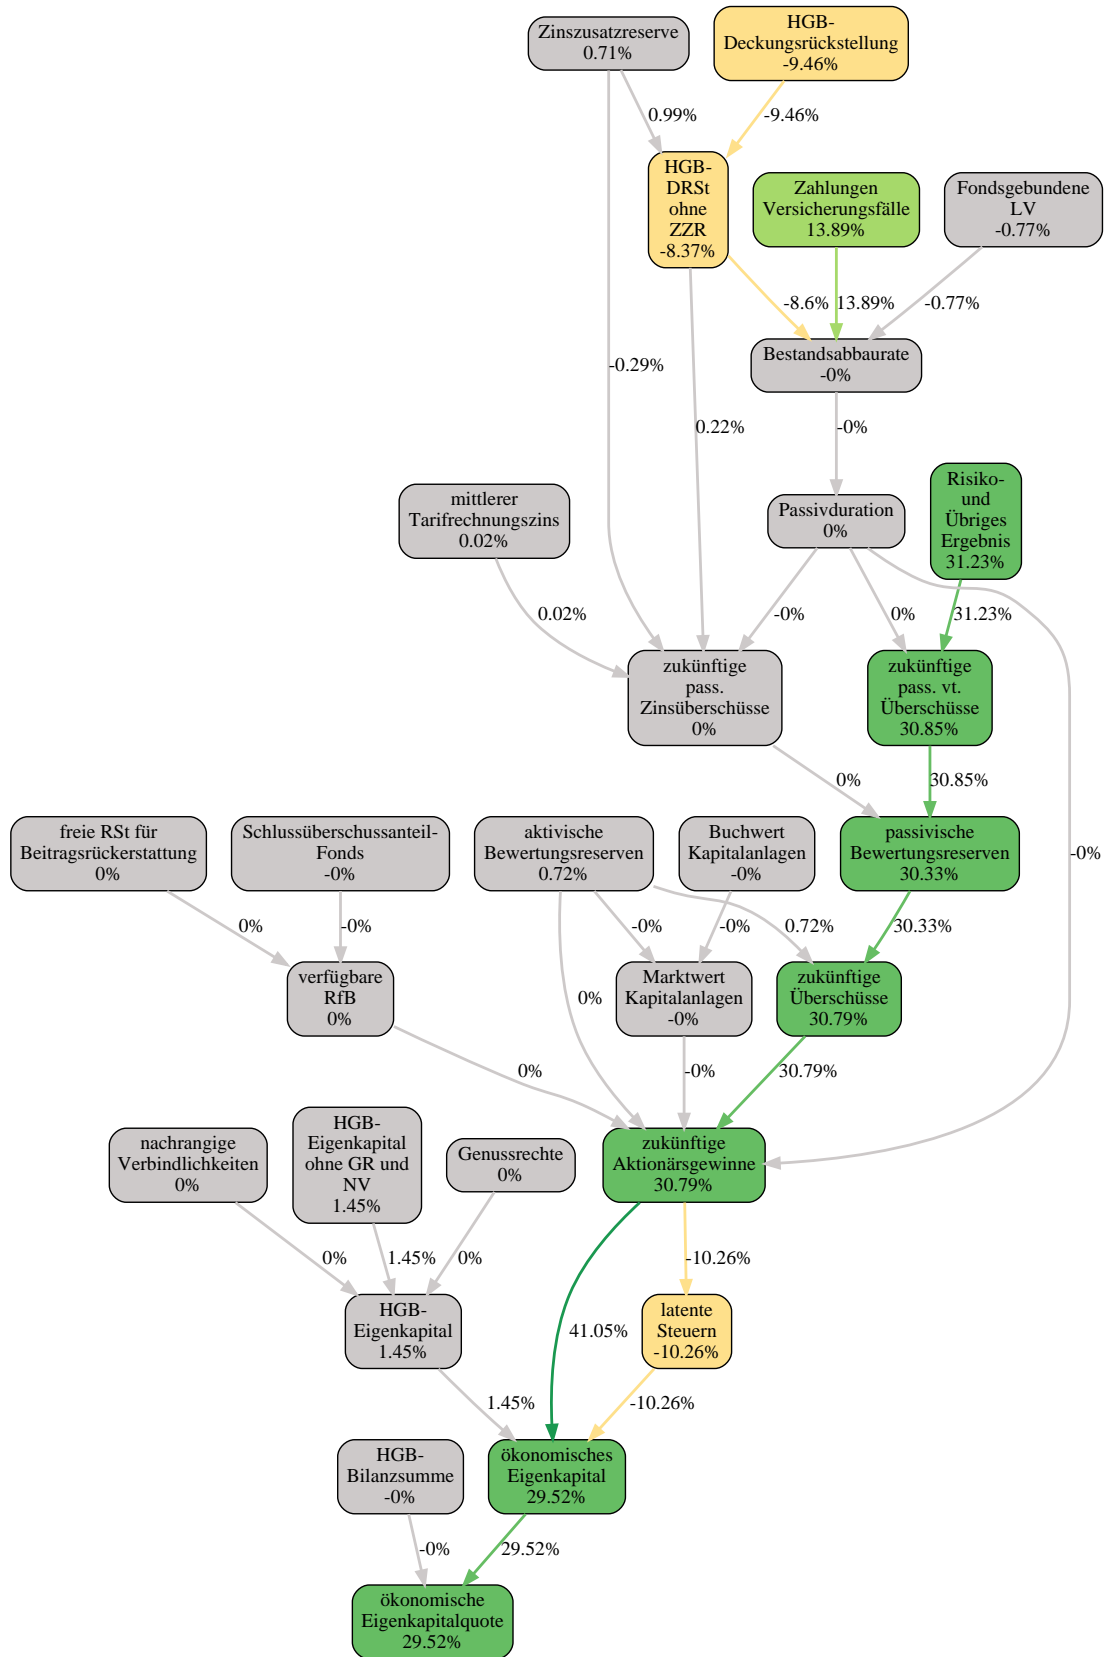 Zinszusatzreserve
0.71%
HGB-
Deckungsrückstellung
-9.46%
0.99%
-9.46%
HGB-
DRSt
ohne
ZZR
-8.37%
Zahlungen
Versicherungsfälle
13.89%
Fondsgebundene
LV
-0.77%
-8.6%
13.89%
-0.77%
Bestandsabbaurate
-0%
-0.29%
0.22%
-0%
mittlerer
Tarifrechnungszins
0.02%
Passivduration
0%
Risiko-
und
Übriges
Ergebnis
31.23%
0.02%
-0%
0%
31.23%
zukünftige
pass.
Zinsüberschüsse
0%
zukünftige
pass. vt.
Überschüsse
30.85%
0%
30.85%
-0%
freie RSt für
Beitragsrückerstattung
0%
Schlussüberschussanteil-
Fonds
-0%
aktivische
Bewertungsreserven
0.72%
Buchwert
Kapitalanlagen
-0%
passivische
Bewertungsreserven
30.33%
0%
-0%
-0%
-0%
0.72%
30.33%
verfügbare
RfB
0%
0%
Marktwert
Kapitalanlagen
-0%
zukünftige
Überschüsse
30.79%
0%
-0%
30.79%
nachrangige
Verbindlichkeiten
0%
HGB-
Eigenkapital
ohne GR und
NV
1.45%
Genussrechte
0%
zukünftige
Aktionärsgewinne
30.79%
0%
1.45%
0%
-10.26%
HGB-
Eigenkapital
1.45%
41.05%
latente
Steuern
-10.26%
1.45%
-10.26%
HGB-
Bilanzsumme
-0%
ökonomisches
Eigenkapital
29.52%
-0%
29.52%
ökonomische
Eigenkapitalquote
29.52%